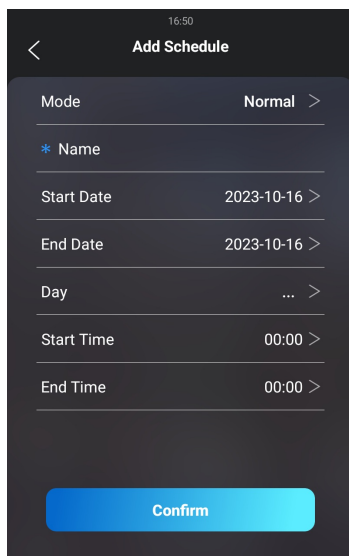 16:50
Add Schedule
Mode Normal >
* Name
Start Date 2023-10-16 >
End Date 2023-10-16 >
Day ... >
Start Time 00:00 >
End Time 00:00 >
Confirm